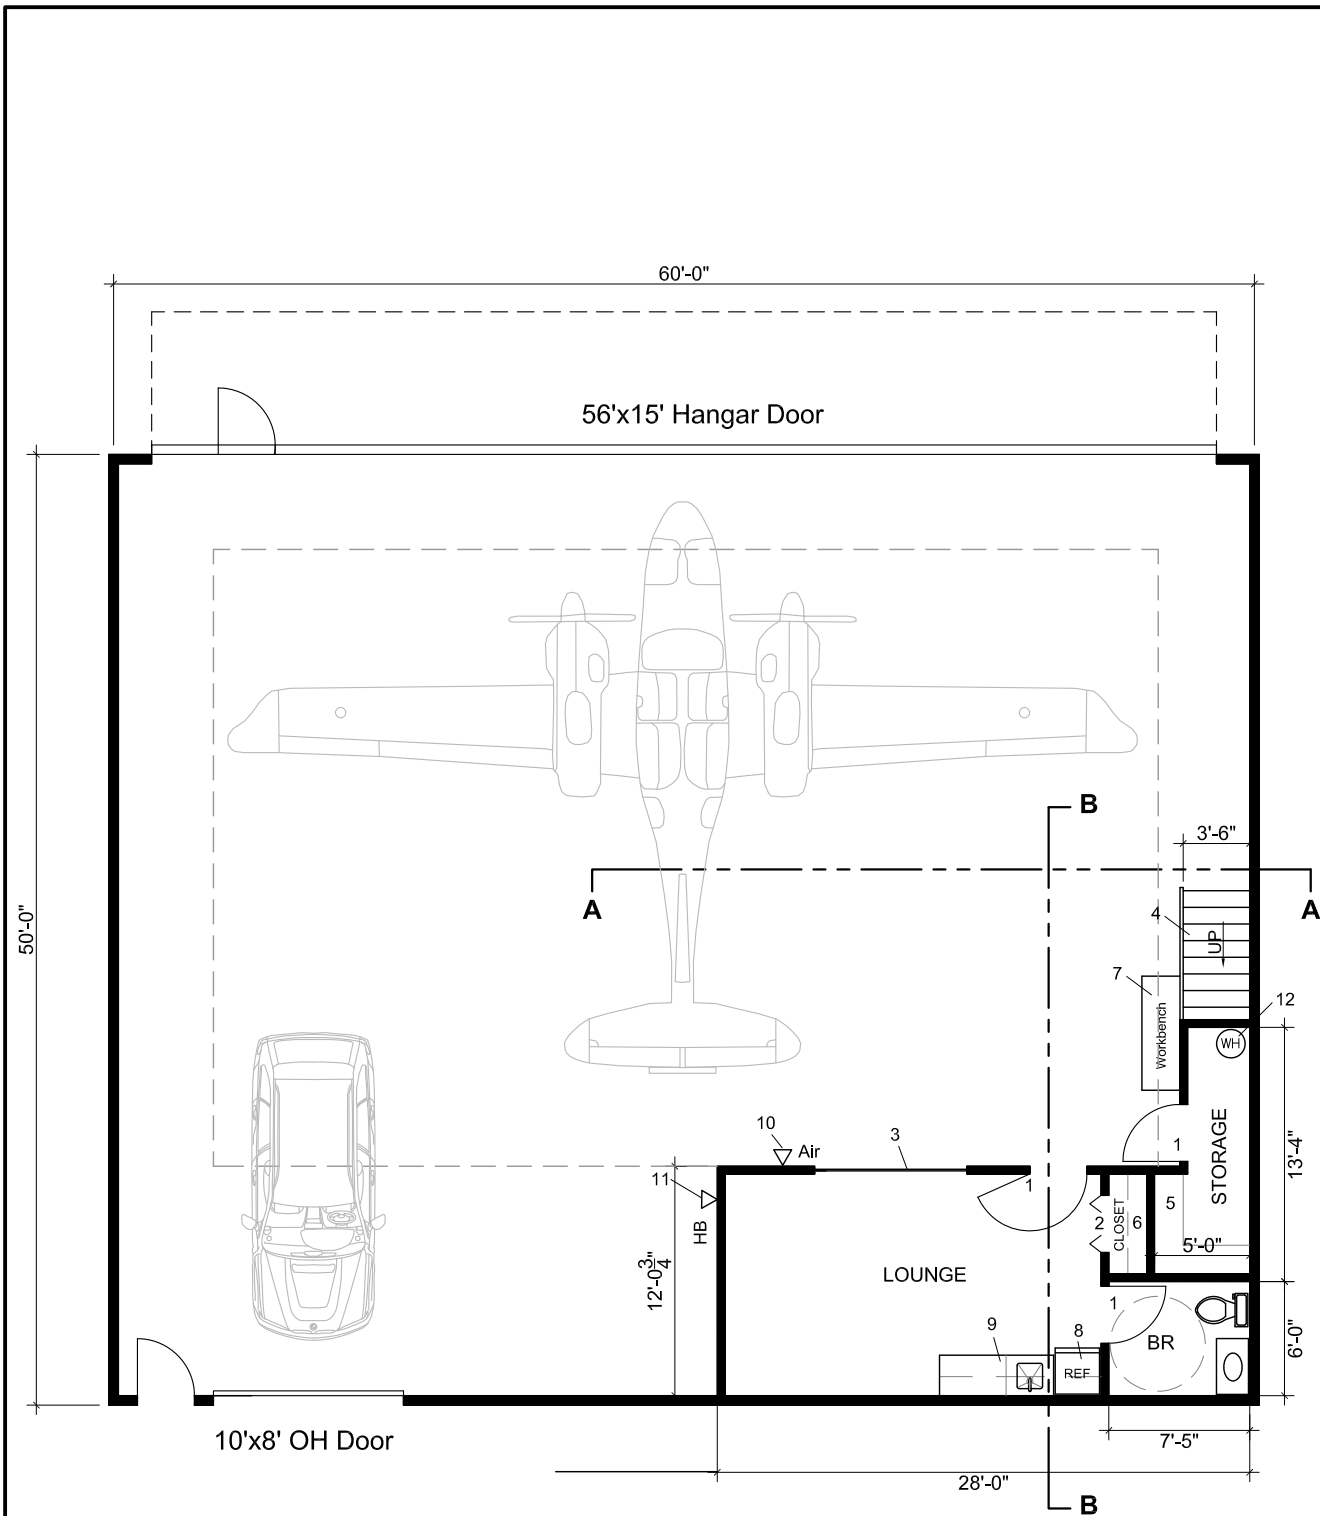 60'-0"
56'x15' Hangar Door
B
3'-6"
A
A
50'-0"
4
UP
7
12
Workbench
WH
10
Air
3
1
STORAGE
13'-4"
11
HB
1
2
CLOSET
6
5
5'-0"
12'-0 3/4"
LOUNGE
1
BR
6'-0"
9
8
REF
10'x8' OH Door
7'-5"
28'-0"
B